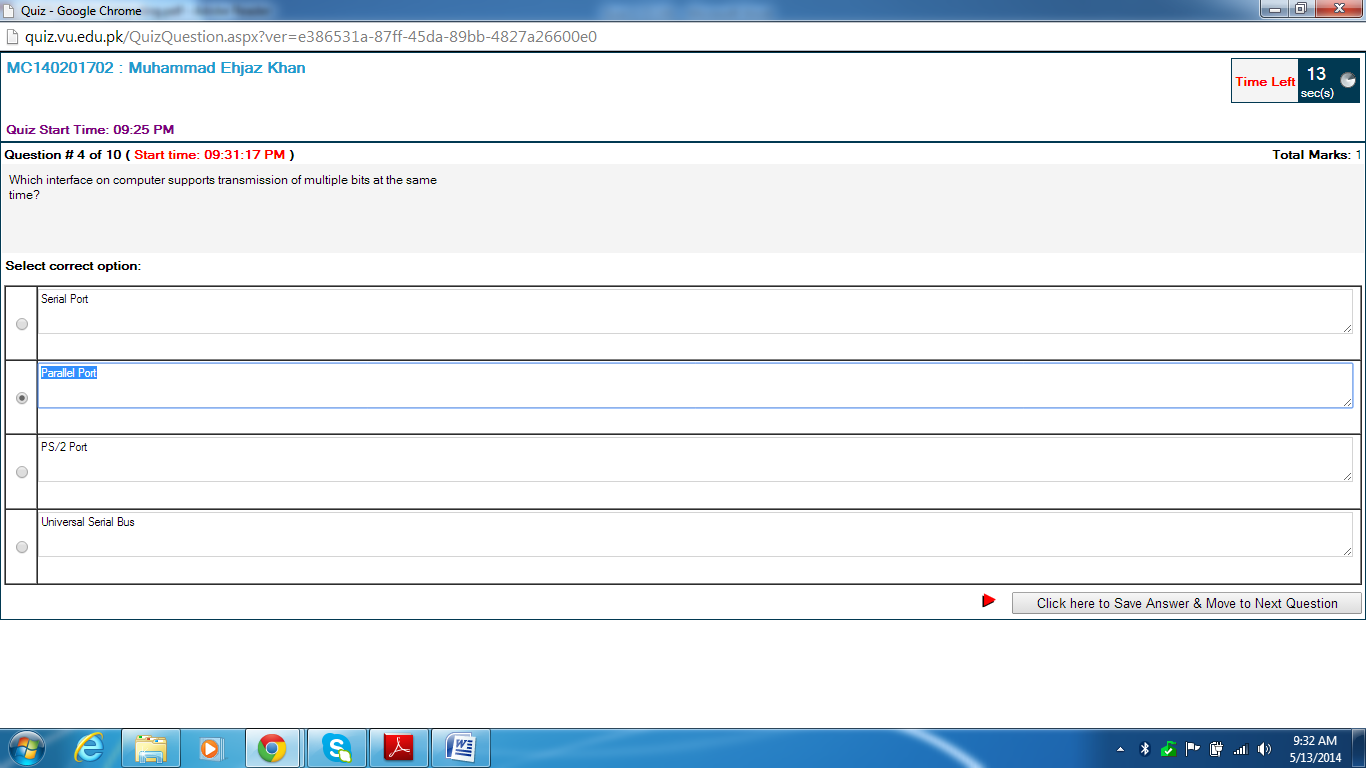 Quiz - Google Chrome
quiz.vu.edu.pk/QuizQuestion.aspx?ver=e386531a-87ff-45da-89bb-4827a26600e0
MC140201702 : Muhammad Ehjaz Khan
Time Left 13
sec(s)
Quiz Start Time: 09:25 PM
Question # 4 of 10 ( Start time: 09:31:17 PM ) Total Marks: 1
Which interface on computer supports transmission of multiple bits at the same
time?
Select correct option:
Serial Port
Parallel Port
PS/2 Port
Universal Serial Bus
Click here to Save Answer & Move to Next Question
9:32 AM
5/13/2014